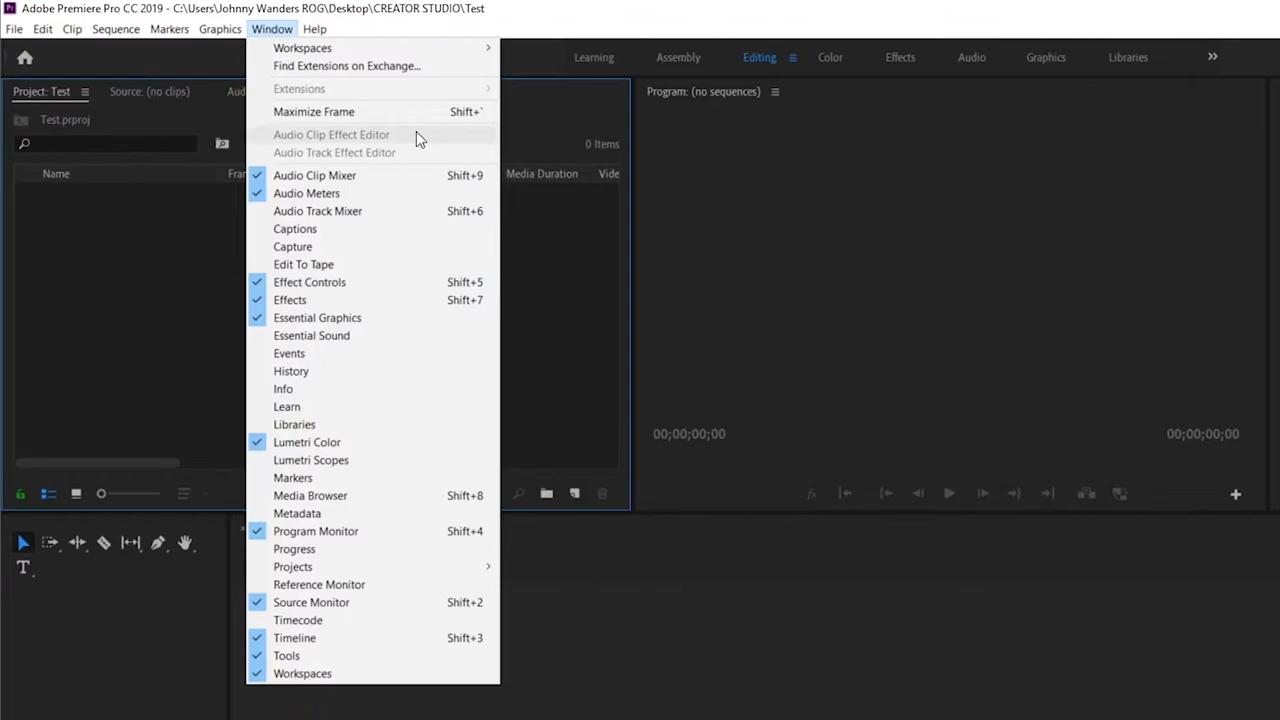 Adobe Premiere Pro CC 2019 - C:\Users\Johnny Wanders ROG\Desktop\CREATOR STUDIO\Test
File Edit Clip Sequence Markers Graphics Window Help
Learning Assembly Editing Color Effects Audio Graphics Libraries
Project: Test Source: (no clips) Aud
Program: (no sequences)
Test.prproj
0 Items
Name Fra Media Duration Vide
Workspaces
Find Extensions on Exchange...
Extensions
Maximize Frame Shift+`
Audio Clip Effect Editor
Audio Track Effect Editor
Audio Clip Mixer Shift+9
Audio Meters
Audio Track Mixer Shift+6
Captions
Capture
Edit To Tape
Effect Controls Shift+5
Effects Shift+7
Essential Graphics
Essential Sound
Events
History
Info
Learn
Libraries
Lumetri Color
Lumetri Scopes
Markers
Media Browser Shift+8
Metadata
Program Monitor Shift+4
Progress
Projects
Reference Monitor
Source Monitor Shift+2
Timecode
Timeline Shift+3
Tools
Workspaces
00;00;00;00 00;00;00;00